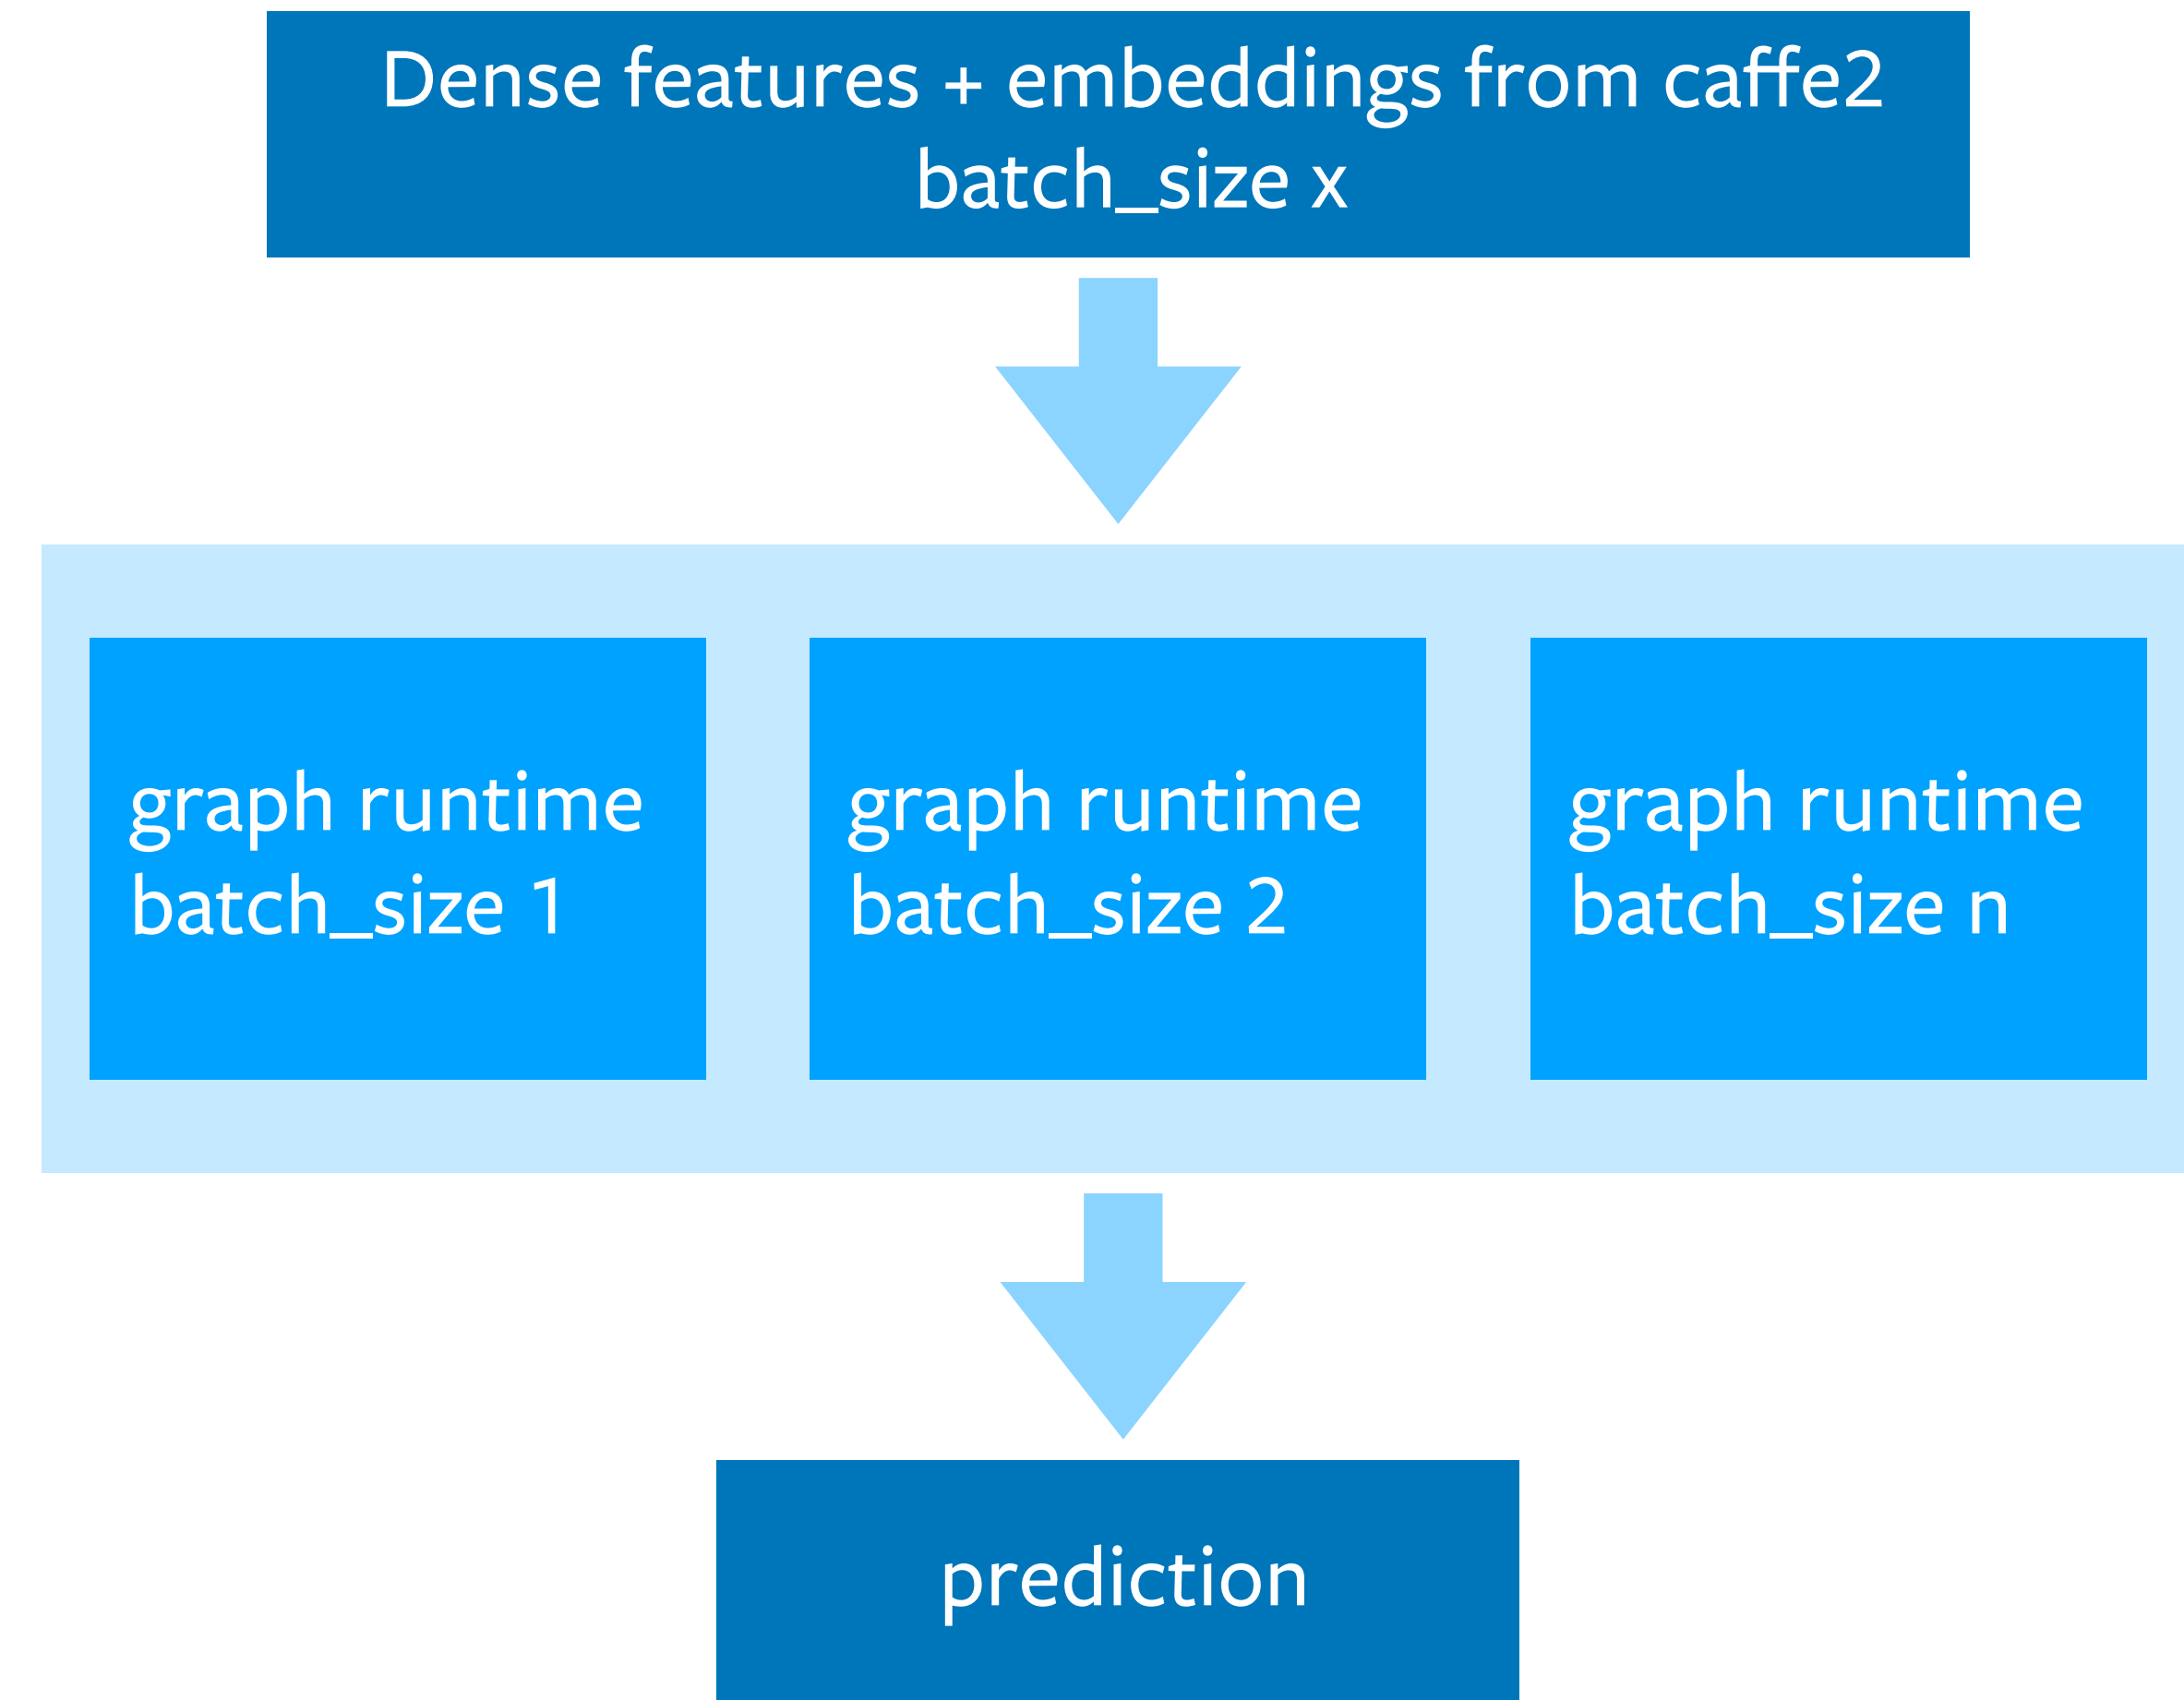 Dense features + embeddings from caffe2
batch_size x
graph runtime
batch_size 1
graph runtime
batch_size 2
graph runtime
batch_size n
prediction